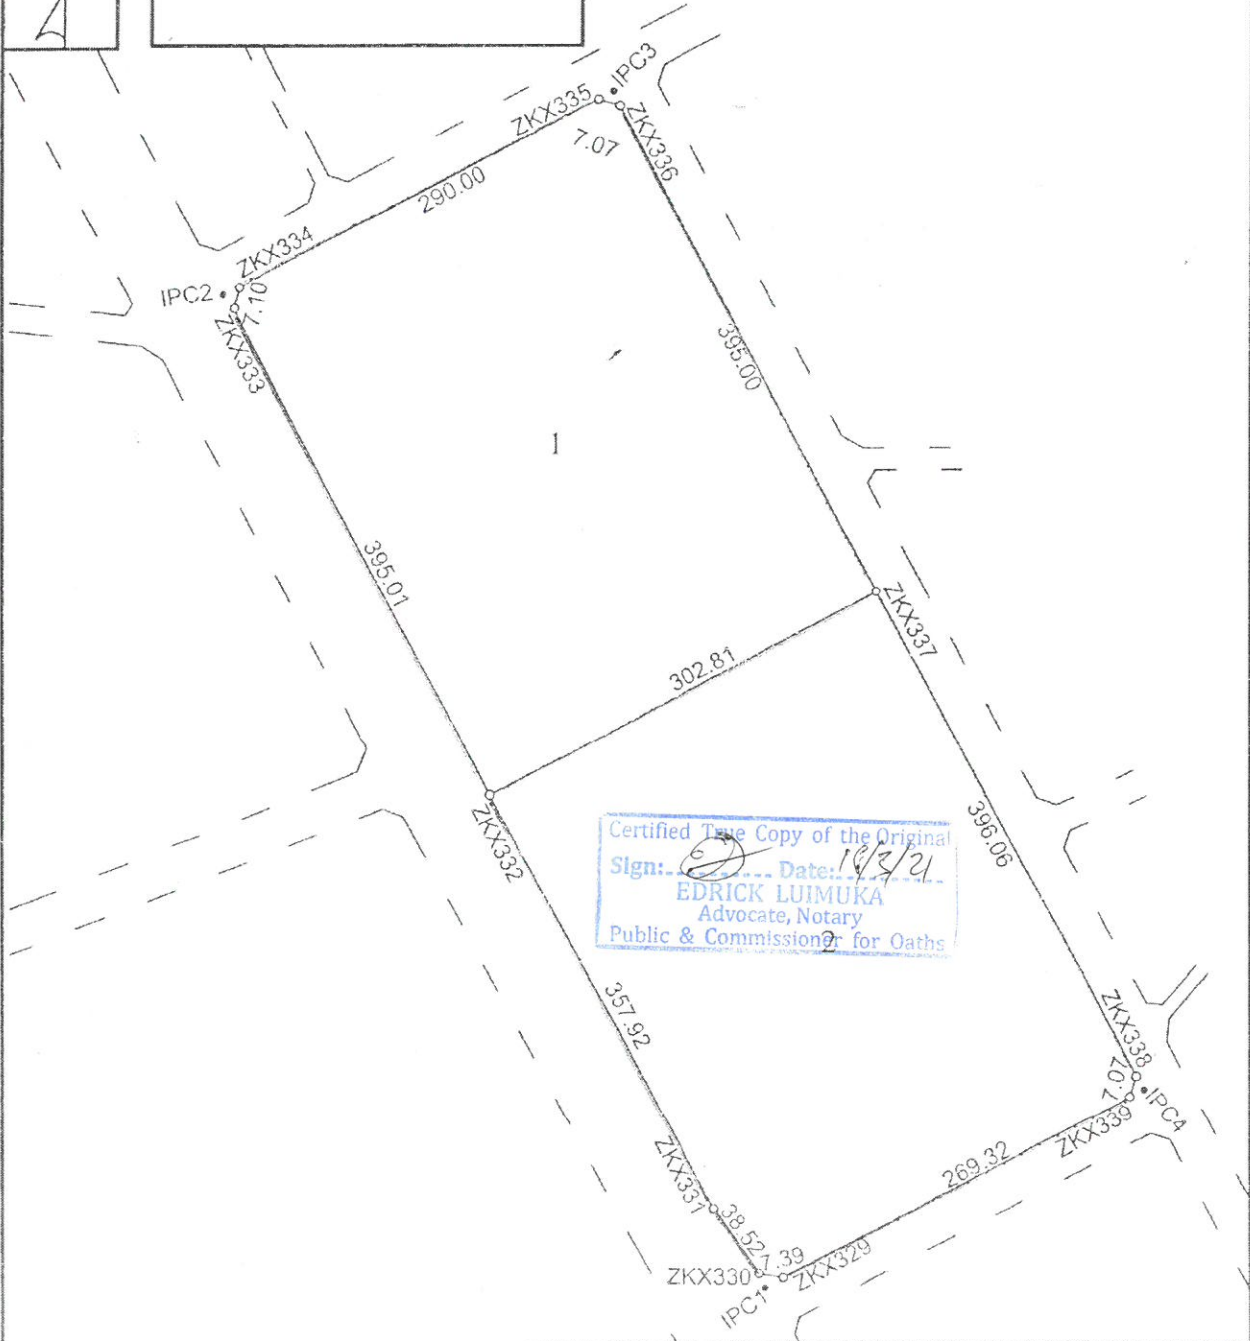 IPC3
ZKX335
7.07
ZKX336
290.00
ZKX334
IPC2
7.10
ZKX333
395.00
1
395.01
ZKX337
302.81
ZKX332
396.06
Certified True Copy of the Original
Sign:.......... Date:..........
EDRICK LUIMUKA
Advocate, Notary
Public & Commissioner for Oaths
2
357.92
ZKX338
7.07
IPC4
ZKX339
ZKX331
269.32
38.52
7.39
ZKX329
ZKX330
IPC1